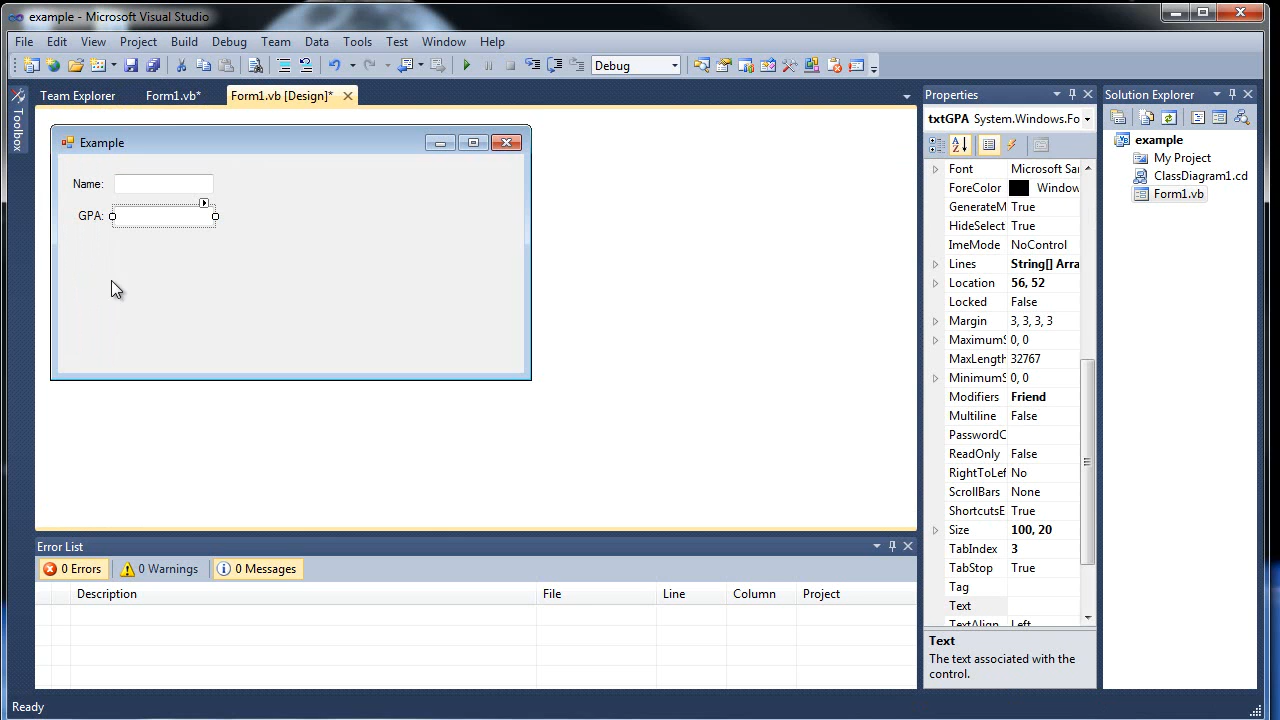 example - Microsoft Visual Studio
File Edit View Project Build Debug Team Data Tools Test Window Help
Debug
Toolbox
Team Explorer Form1.vb* Form1.vb [Design]*
Example
Name:
GPA:
Error List
0 Errors 0 Warnings 0 Messages
Description File Line Column Project
Properties
txtGPA System.Windows.Fo
Font Microsoft Sa
ForeColor Window
GenerateM True
HideSelect True
ImeMode NoControl
Lines String[] Arra
Location 56, 52
Locked False
Margin 3, 3, 3, 3
MaximumS 0, 0
MaxLength 32767
MinimumS 0, 0
Modifiers Friend
Multiline False
PasswordC
ReadOnly False
RightToLef No
ScrollBars None
ShortcutsE True
Size 100, 20
TabIndex 3
TabStop True
Tag
Text
TextAlign Left
Text
The text associated with the
control.
Solution Explorer
example
My Project
ClassDiagram1.cd
Form1.vb
Ready